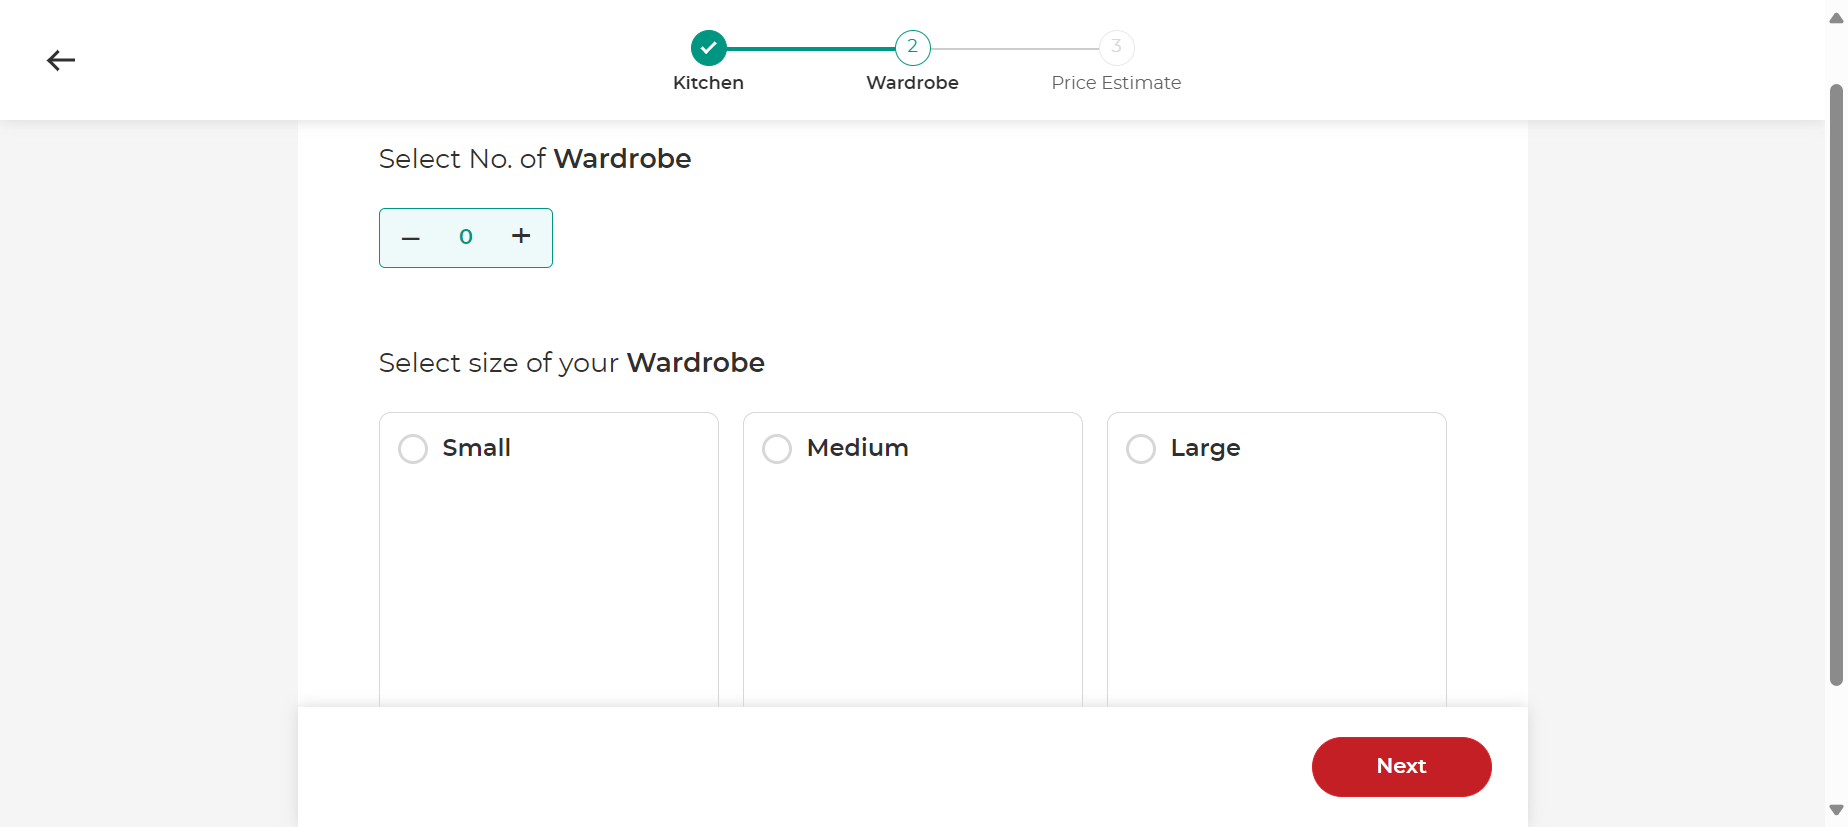 2
3
Kitchen
Wardrobe
Price Estimate
Select No. of Wardrobe
– 0 +
Select size of your Wardrobe
Small
Medium
Large
Next